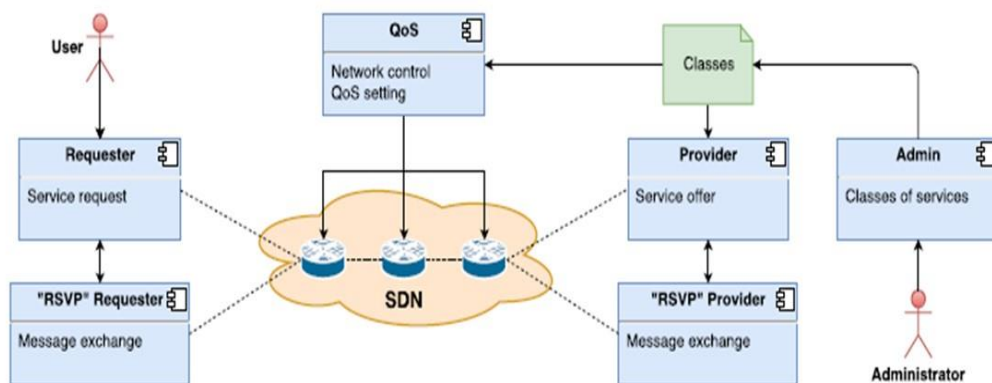 User
QoS
Network control
QoS setting
Classes
Requester
Service request
Provider
Service offer
Admin
Classes of services
SDN
"RSVP" Requester
Message exchange
"RSVP" Provider
Message exchange
Administrator